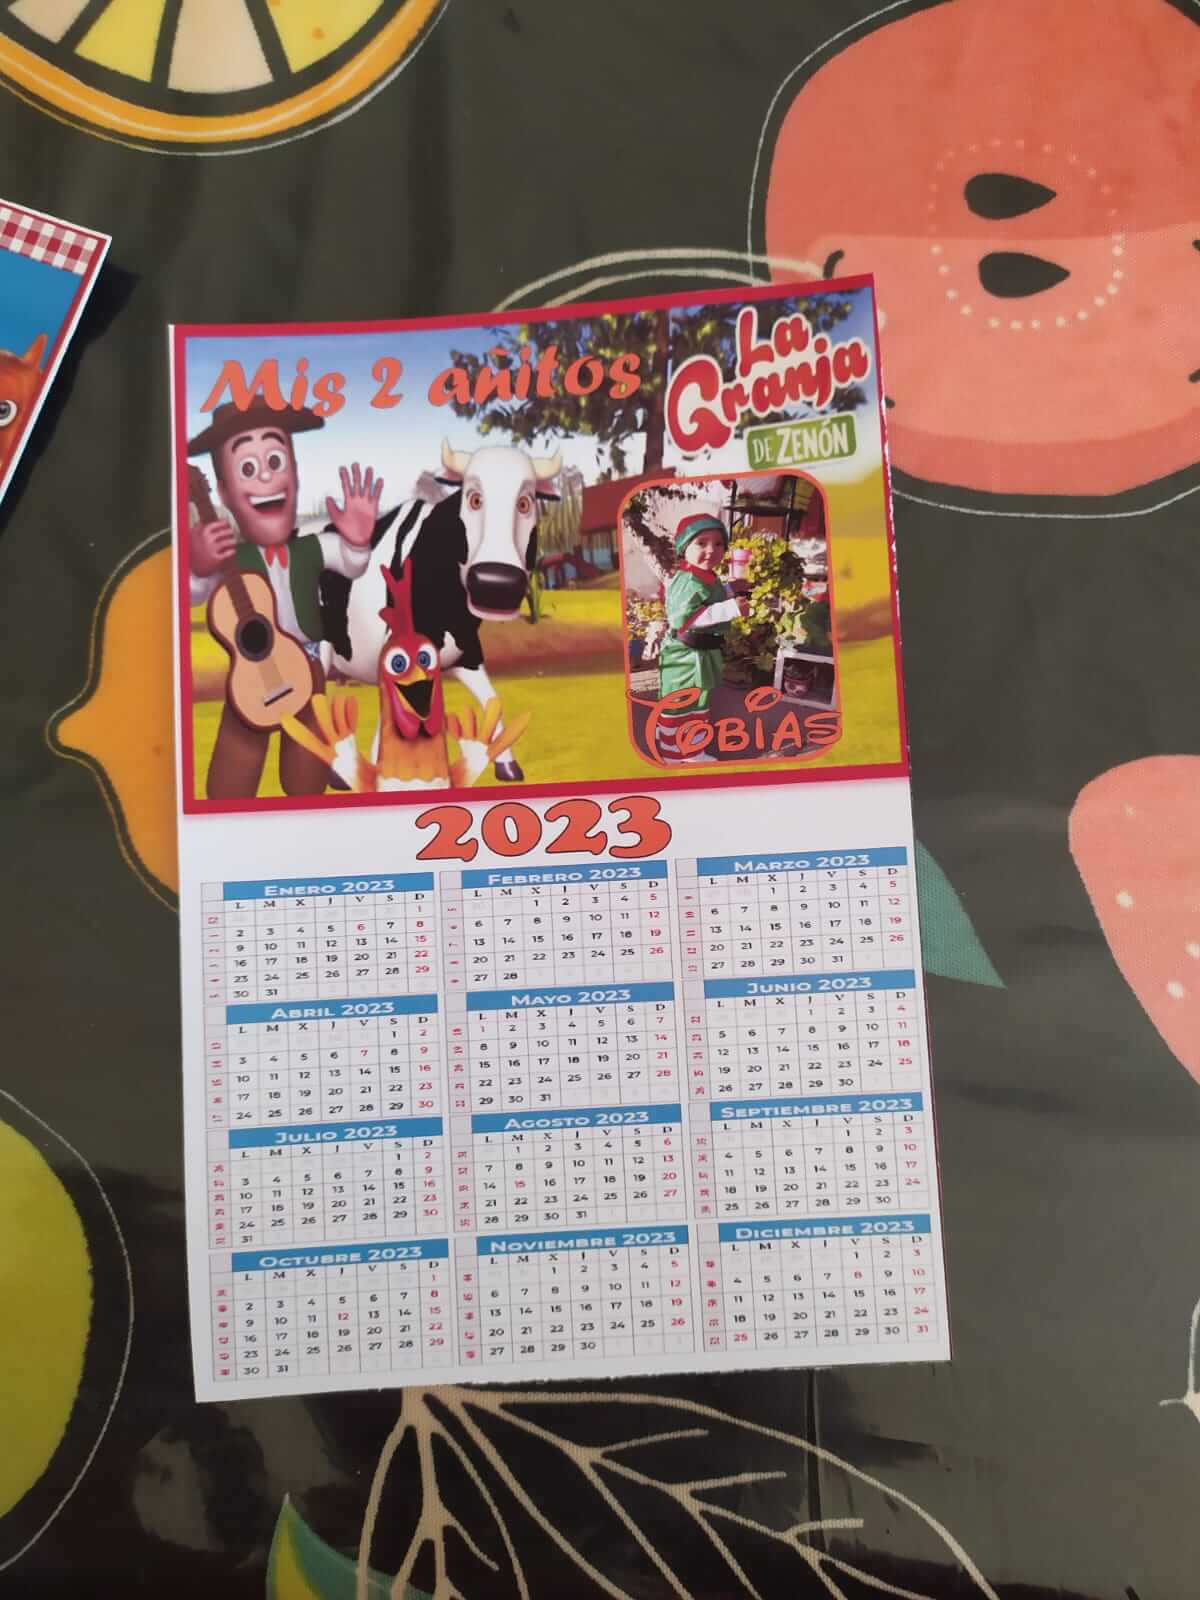 Mis 2 añitos
La
Granja
DE ZENÓN
Tobías
2023
Enero 2023
L M X J V S D
1
2 3 4 5 6 7 8
9 10 11 12 13 14 15
16 17 18 19 20 21 22
23 24 25 26 27 28 29
30 31
Febrero 2023
L M X J V S D
1 2 3 4 5
6 7 8 9 10 11 12
13 14 15 16 17 18 19
20 21 22 23 24 25 26
27 28
Marzo 2023
L M X J V S D
1 2 3 4 5
6 7 8 9 10 11 12
13 14 15 16 17 18 19
20 21 22 23 24 25 26
27 28 29 30 31
Abril 2023
L M X J V S D
1 2
3 4 5 6 7 8 9
10 11 12 13 14 15 16
17 18 19 20 21 22 23
24 25 26 27 28 29 30
Mayo 2023
L M X J V S D
1 2 3 4 5 6 7
8 9 10 11 12 13 14
15 16 17 18 19 20 21
22 23 24 25 26 27 28
29 30 31
Junio 2023
L M X J V S D
1 2 3 4
5 6 7 8 9 10 11
12 13 14 15 16 17 18
19 20 21 22 23 24 25
26 27 28 29 30
Julio 2023
L M X J V S D
1 2
3 4 5 6 7 8 9
10 11 12 13 14 15 16
17 18 19 20 21 22 23
24 25 26 27 28 29 30
31
Agosto 2023
L M X J V S D
1 2 3 4 5 6
7 8 9 10 11 12 13
14 15 16 17 18 19 20
21 22 23 24 25 26 27
28 29 30 31
Septiembre 2023
L M X J V S D
1 2 3
4 5 6 7 8 9 10
11 12 13 14 15 16 17
18 19 20 21 22 23 24
25 26 27 28 29 30
Octubre 2023
L M X J V S D
1
2 3 4 5 6 7 8
9 10 11 12 13 14 15
16 17 18 19 20 21 22
23 24 25 26 27 28 29
30 31
Noviembre 2023
L M X J V S D
1 2 3 4 5
6 7 8 9 10 11 12
13 14 15 16 17 18 19
20 21 22 23 24 25 26
27 28 29 30
Diciembre 2023
L M X J V S D
1 2 3
4 5 6 7 8 9 10
11 12 13 14 15 16 17
18 19 20 21 22 23 24
25 26 27 28 29 30 31